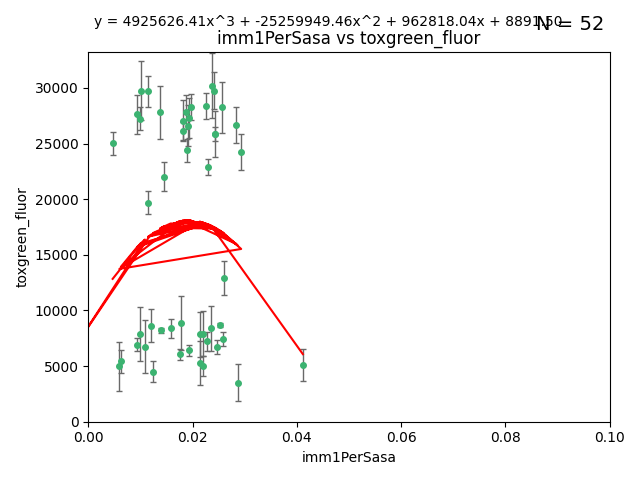 y = 4925626.41x^3 + -25259949.46x^2 + 962818.04x + 8891.50
N = 52
imm1PerSasa vs toxgreen_fluor
30000
25000
20000
15000
10000
5000
0
toxgreen_fluor
0.00 0.02 0.04 0.06 0.08 0.10
imm1PerSasa